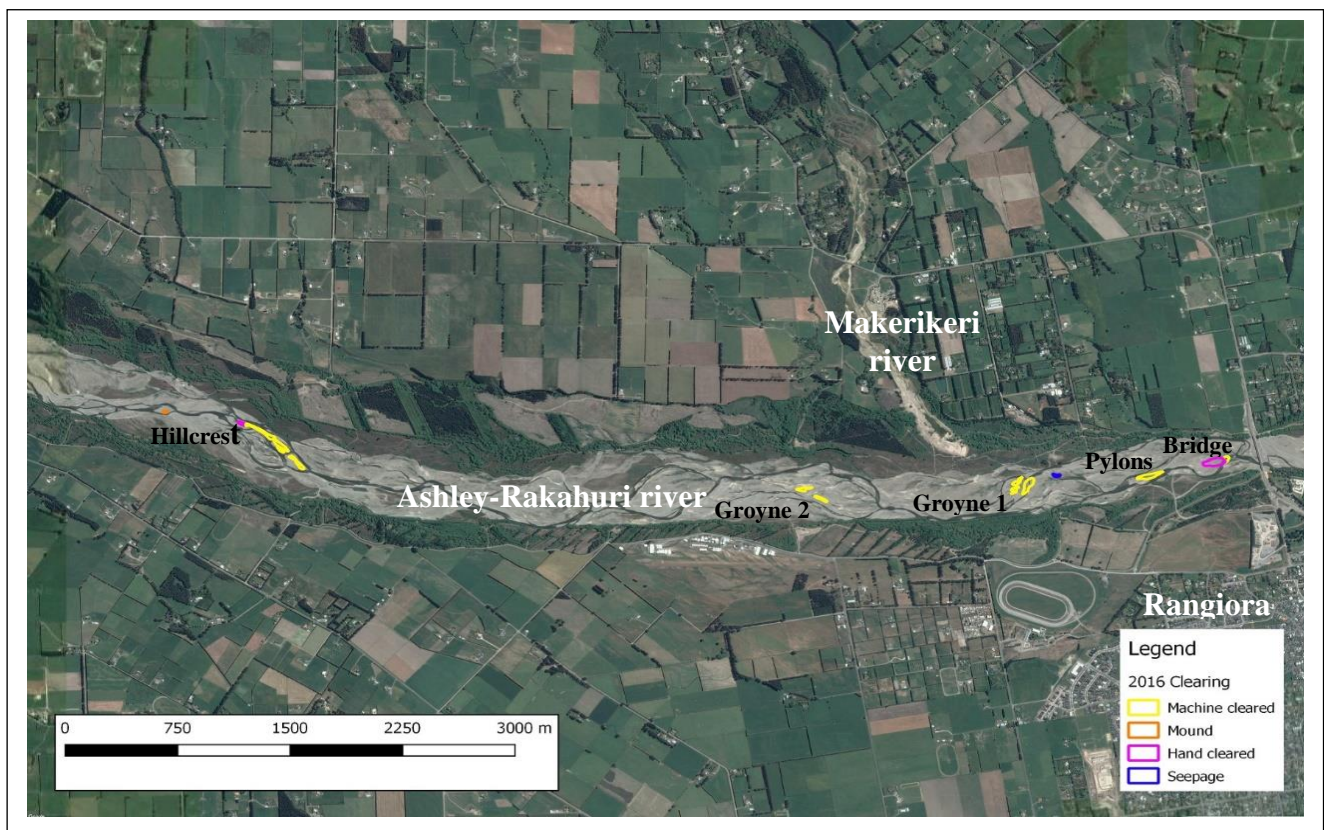 Makerikeri
river
Hillcrest
Bridge
Pylons
Ashley-Rakahuri river
Groyne 2
Groyne 1
Rangiora
Legend
2016 Clearing
Machine cleared
Mound
Hand cleared
Seepage
0 750 1500 2250 3000 m